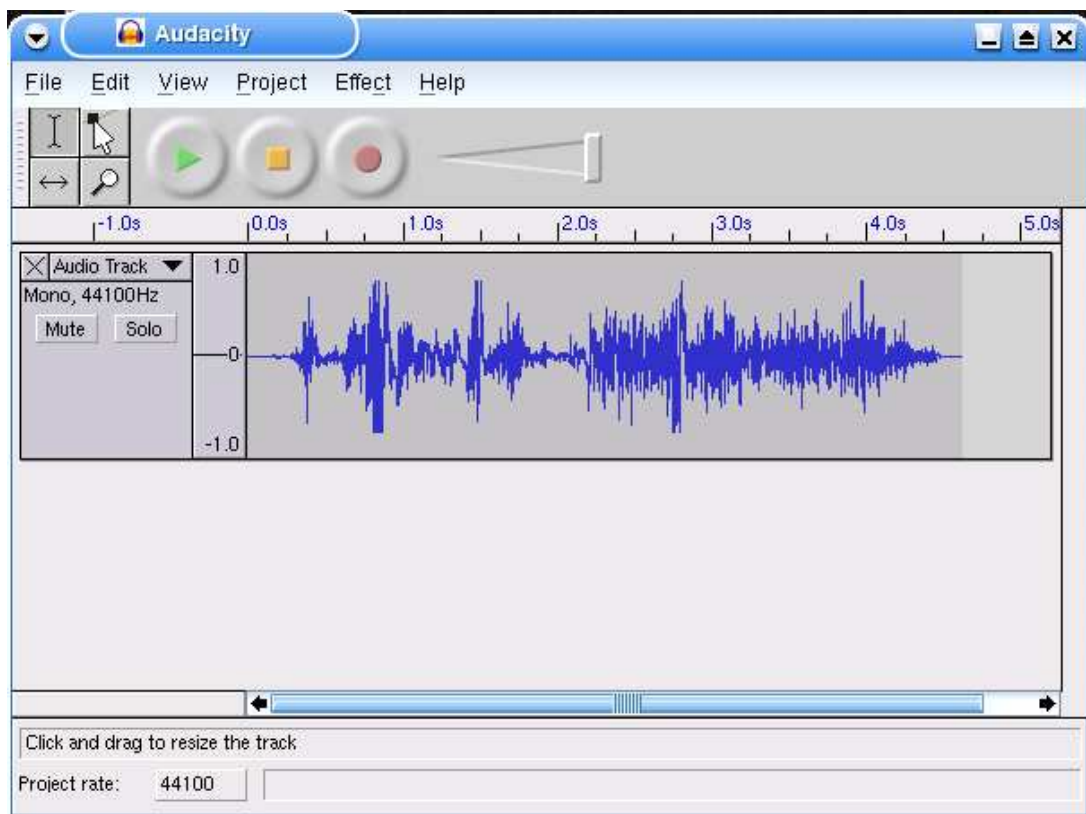 Audacity
File Edit View Project Effect Help
-1.0s 0.0s 1.0s 2.0s 3.0s 4.0s 5.0s
Audio Track 1.0
Mono, 44100Hz
Mute Solo
0
-1.0
Click and drag to resize the track
Project rate: 44100